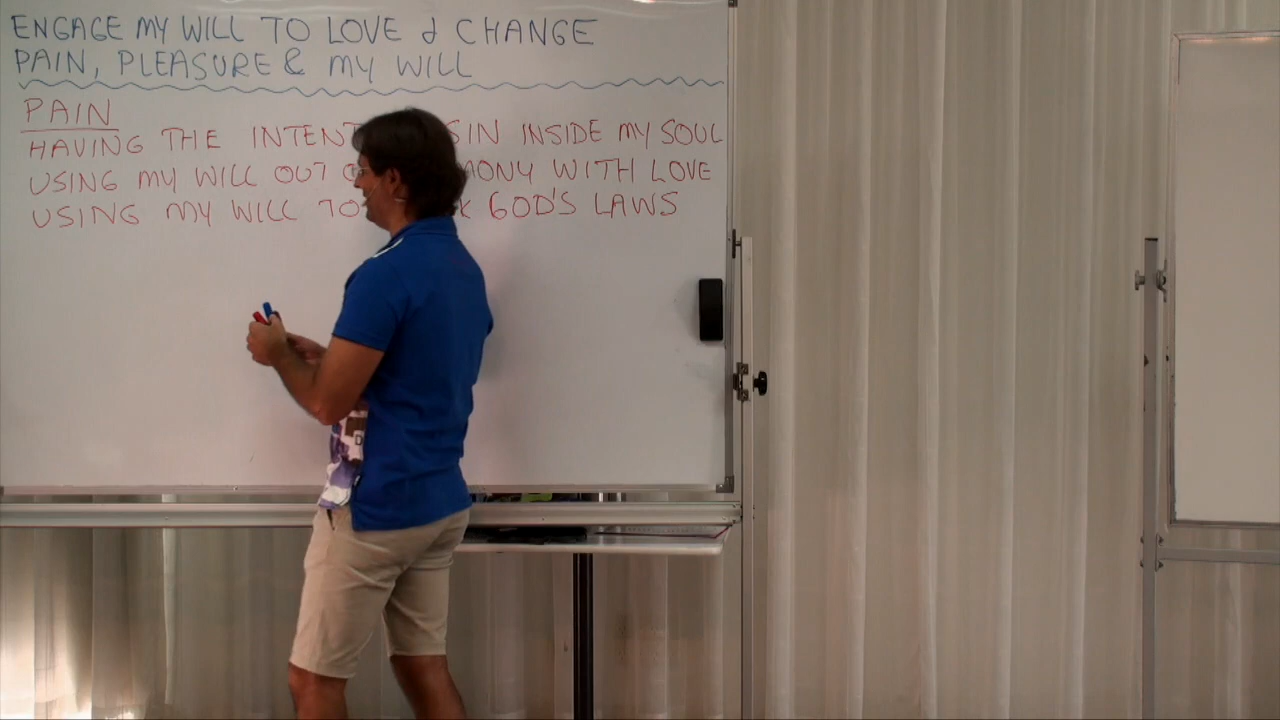 ENGAGE MY WILL TO LOVE & CHANGE
PAIN, PLEASURE & MY WILL
PAIN
HAVING THE INTENT SIN INSIDE MY SOUL
USING MY WILL OUT MONY WITH LOVE
USING MY WILL TO K GOD'S LAWS